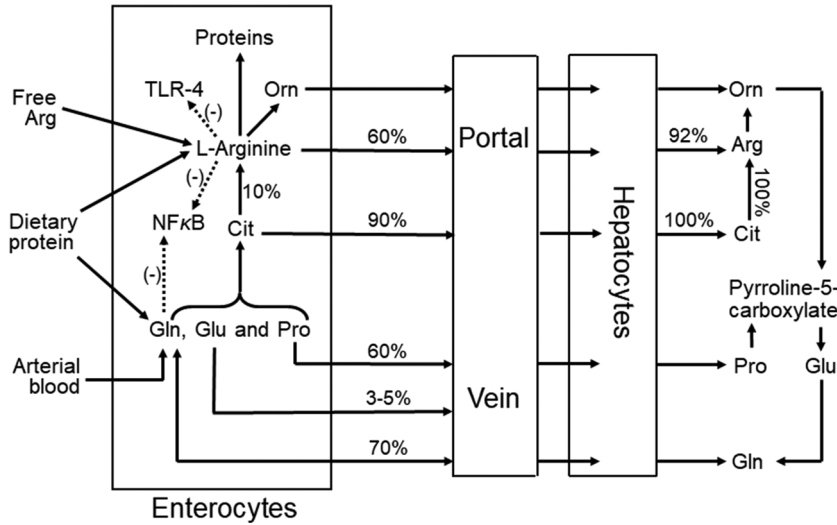 Proteins
TLR-4
Orn
(-)
Free
Arg
L-Arginine
60%
Portal
92%
Orn
Arg
(-)
10%
100%
Dietary
protein
NFκB
Cit
90%
100%
Cit
(-)
Hepatocytes
Pyrroline-5-
carboxylate
Gln, Glu and Pro
Arterial
blood
60%
Pro
Glu
3-5%
Vein
70%
Gln
Enterocytes